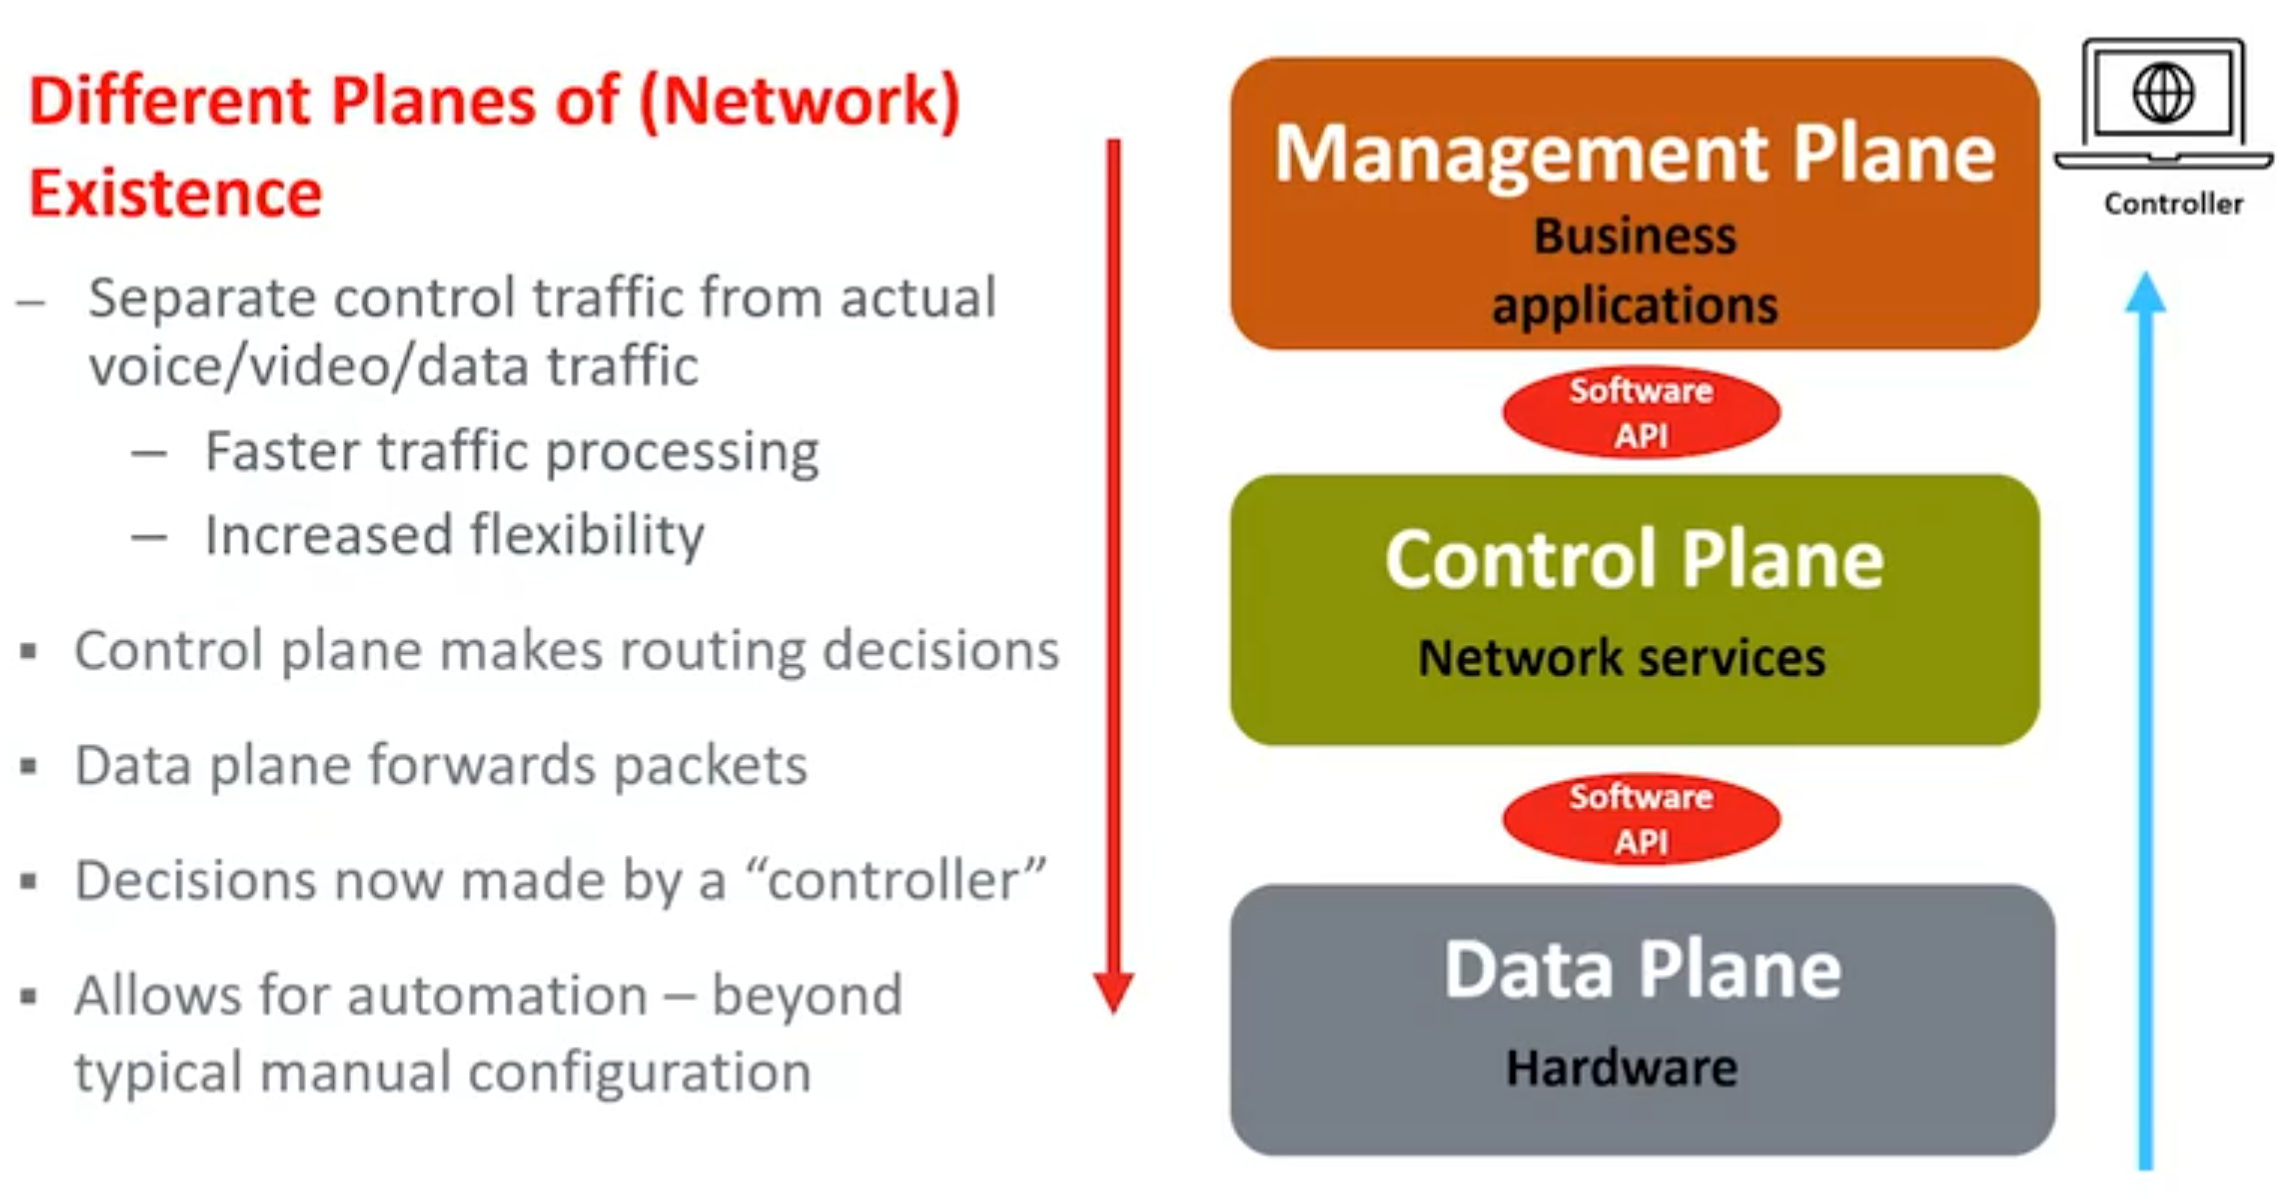 Different Planes of (Network)
Existence
– Separate control traffic from actual
voice/video/data traffic
– Faster traffic processing
– Increased flexibility
▪ Control plane makes routing decisions
▪ Data plane forwards packets
▪ Decisions now made by a “controller”
▪ Allows for automation – beyond
typical manual configuration
Management Plane
Business
applications
Software
API
Control Plane
Network services
Software
API
Data Plane
Hardware
Controller